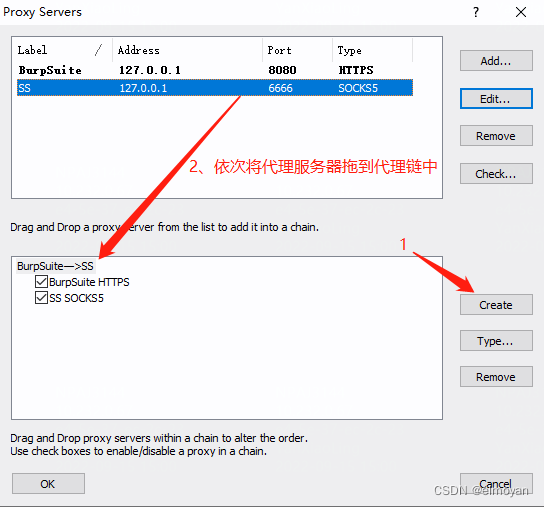 Proxy Servers
Label / Address Port Type
BurpSuite 127.0.0.1 8080 HTTPS
SS 127.0.0.1 6666 SOCKS5
Add...
Edit...
Remove
Check...
2、依次将代理服务器拖到代理链中
Drag and Drop a proxy server from the list to add it into a chain.
1
BurpSuite—>SS
BurpSuite HTTPS
SS SOCKS5
Create
Type...
Remove
Drag and Drop proxy servers within a chain to alter the order.
Use check boxes to enable/disable a proxy in a chain.
OK
Cancel
CSDN @elmoyan